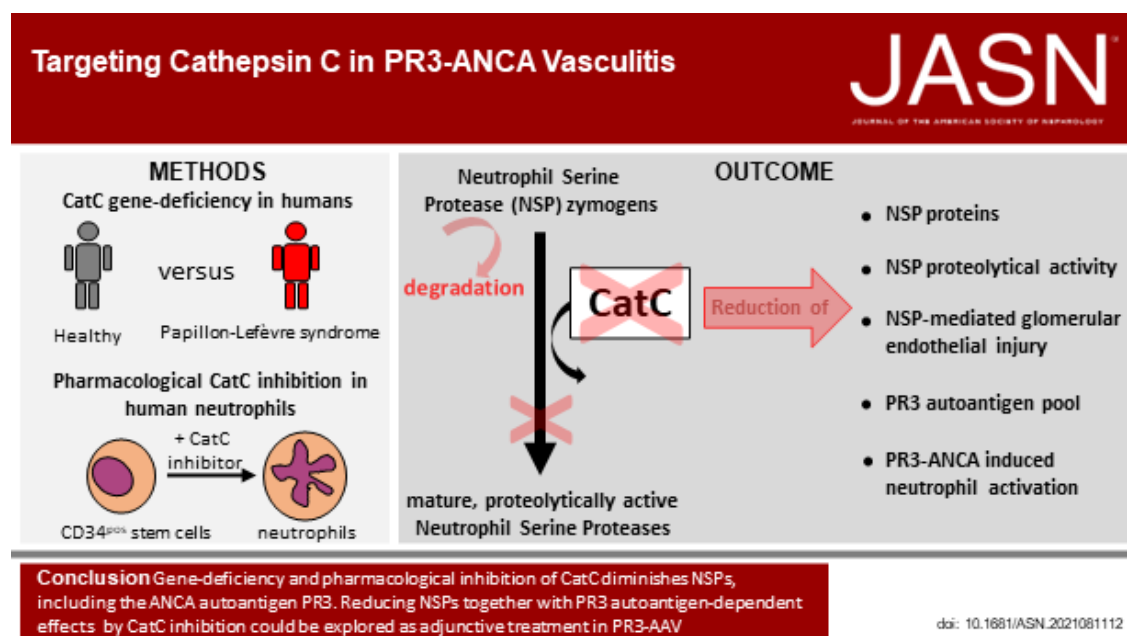 Targeting Cathepsin C in PR3-ANCA Vasculitis
JASN
JOURNAL OF THE AMERICAN SOCIETY OF NEPHROLOGY
METHODS
CatC gene-deficiency in humans
versus
Healthy
Papillon-Lefèvre syndrome
Pharmacological CatC inhibition in
human neutrophils
+ CatC
inhibitor
CD34ᵖᵒˢ stem cells
neutrophils
OUTCOME
Neutrophil Serine
Protease (NSP) zymogens
degradation
CatC
Reduction of
mature, proteolytically active
Neutrophil Serine Proteases
• NSP proteins
• NSP proteolytical activity
• NSP-mediated glomerular
endothelial injury
• PR3 autoantigen pool
• PR3-ANCA induced
neutrophil activation
Conclusion Gene-deficiency and pharmacological inhibition of CatC diminishes NSPs,
including the ANCA autoantigen PR3. Reducing NSPs together with PR3 autoantigen-dependent
effects by CatC inhibition could be explored as adjunctive treatment in PR3-AAV
doi: 10.1681/ASN.2021081112